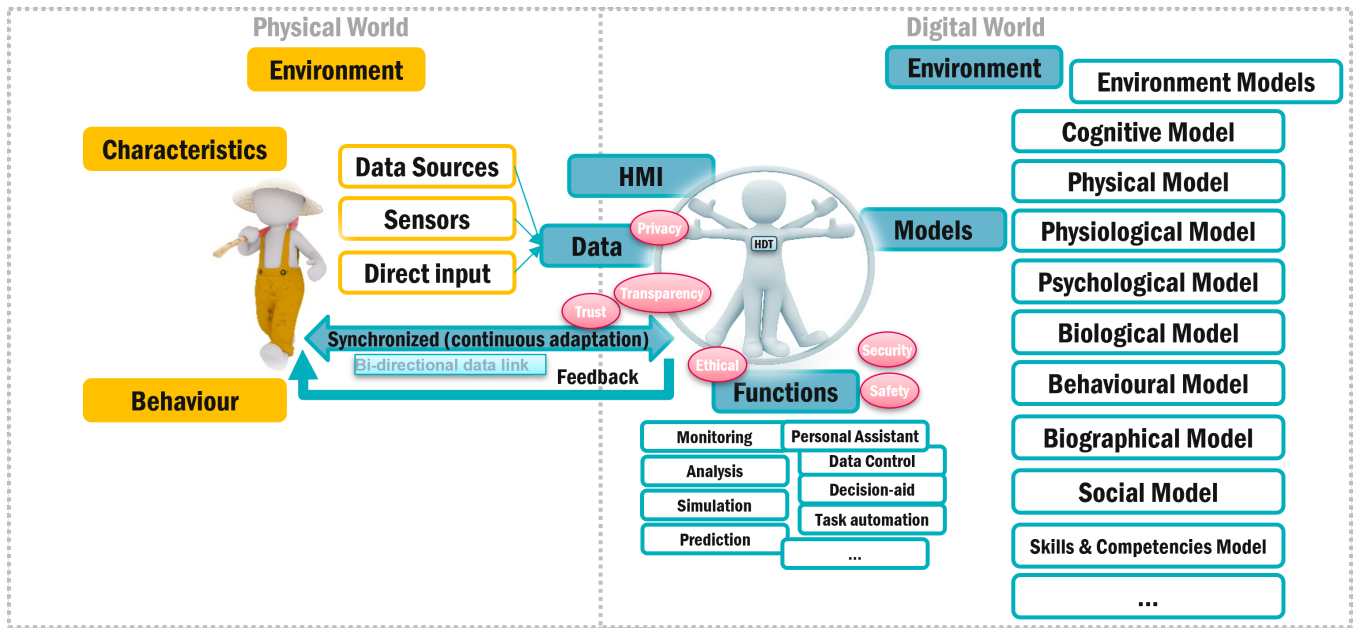 Physical World
Environment
Characteristics
Data Sources
Sensors
Direct input
Synchronized (continuous adaptation)
Bi-directional data link
Feedback
Behaviour
Digital World
Environment
Environment Models
HMI
Data
Privacy
Transparency
Trust
HDT
Ethical
Security
Safety
Models
Cognitive Model
Physical Model
Physiological Model
Psychological Model
Biological Model
Behavioural Model
Biographical Model
Social Model
Skills & Competencies Model
...
Functions
Monitoring
Analysis
Simulation
Prediction
Personal Assistant
Data Control
Decision-aid
Task automation
...